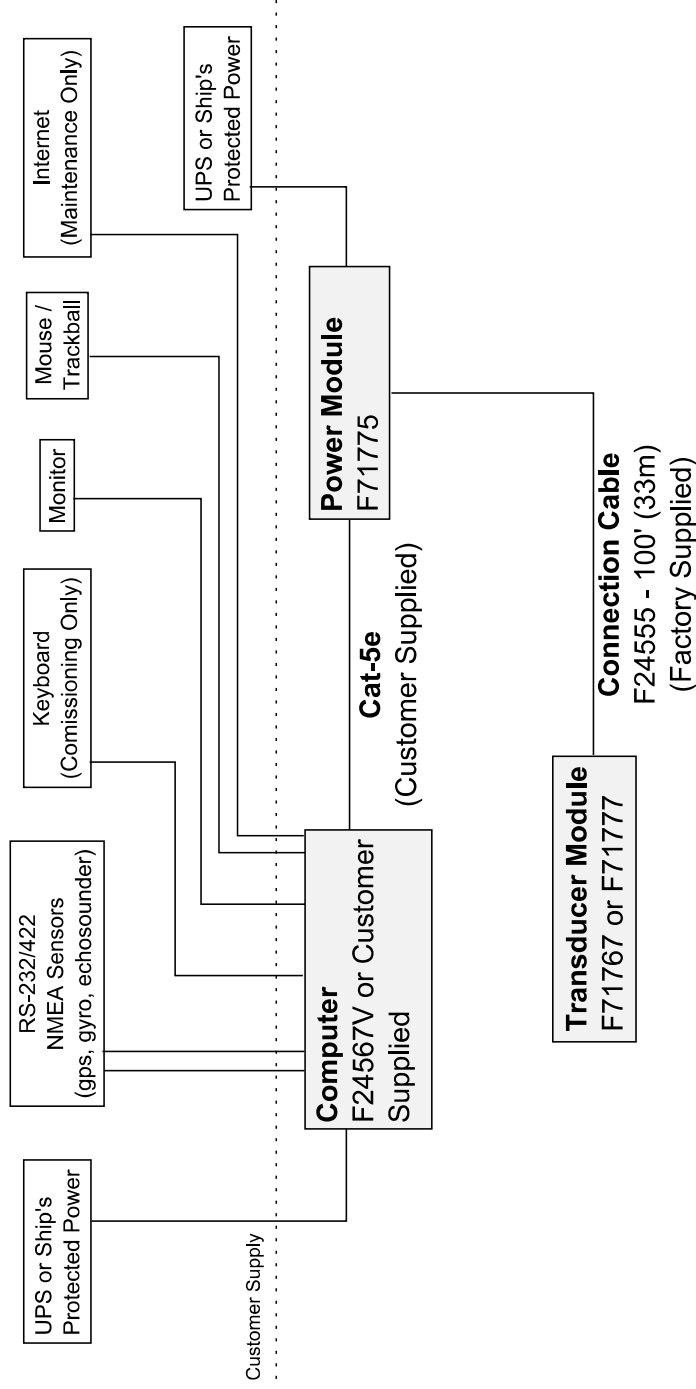 UPS or Ship's
Protected Power
RS-232/422
NMEA Sensors
(gps, gyro, echosounder)
Keyboard
(Comissioning Only)
Monitor
Mouse /
Trackball
Internet
(Maintenance Only)
UPS or Ship's
Protected Power
Customer Supply
Computer
F24567V or Customer
Supplied
Cat-5e
(Customer Supplied)
Power Module
F71775
Transducer Module
F71767 or F71777
Connection Cable
F24555 - 100' (33m)
(Factory Supplied)